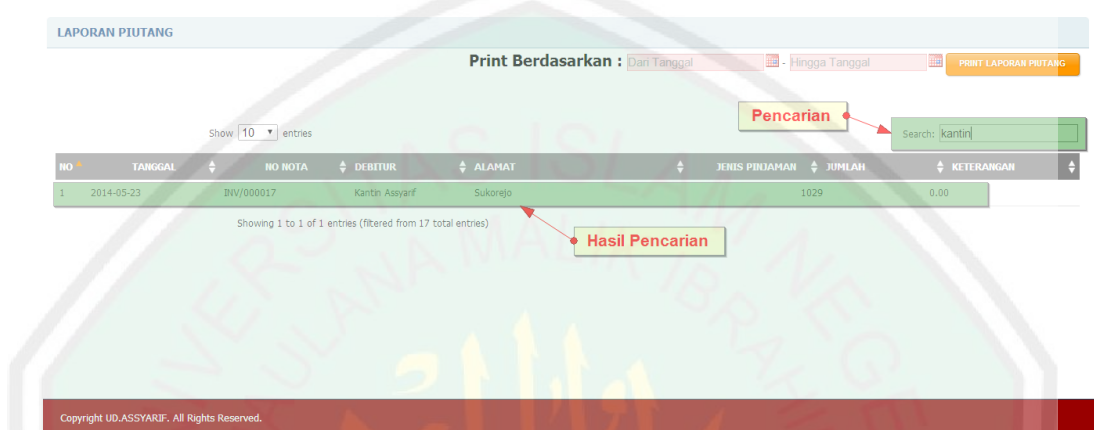 LAPORAN PIUTANG
Print Berdasarkan : Dari Tanggal - Hingga Tanggal PRINT LAPORAN PIUTANG
Pencarian
Show 10 entries Search: kantin
NO TANGGAL NO NOTA DEBITUR ALAMAT JENIS PINJAMAN JUMLAH KETERANGAN
1 2014-05-23 INV/000017 Kantin Assyarif Sukorejo 1029 0.00
Showing 1 to 1 of 1 entries (filtered from 17 total entries)
Hasil Pencarian
Copyright UD.ASSYARIF. All Rights Reserved.